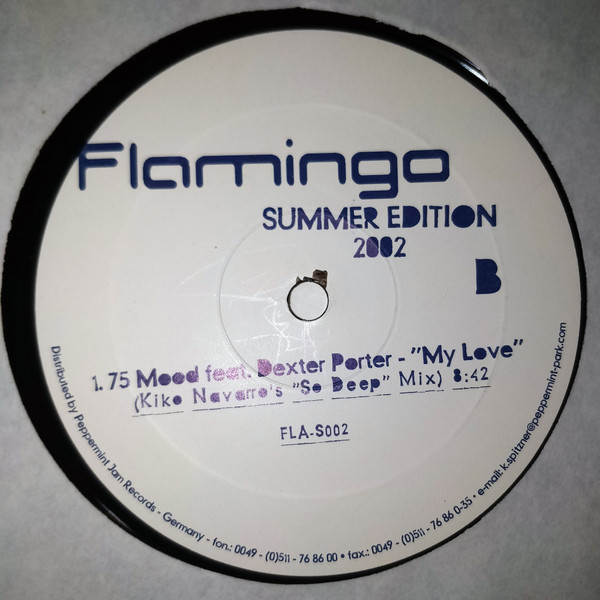 Flamingo
SUMMER EDITION
2002
B
1. 75 Mood feat. Dexter Porter - "My Love"
(Kiko Navarro's "So Deep" Mix) 8:42
FLA-S002
Distributed by Peppermint Jam Records - Germany - fon.: 0049 - (0)511 - 76 86 00 • fax.: 0049 - (0)511 - 76 86 0-35 • e-mail: k.spitzner@peppermint-park.com